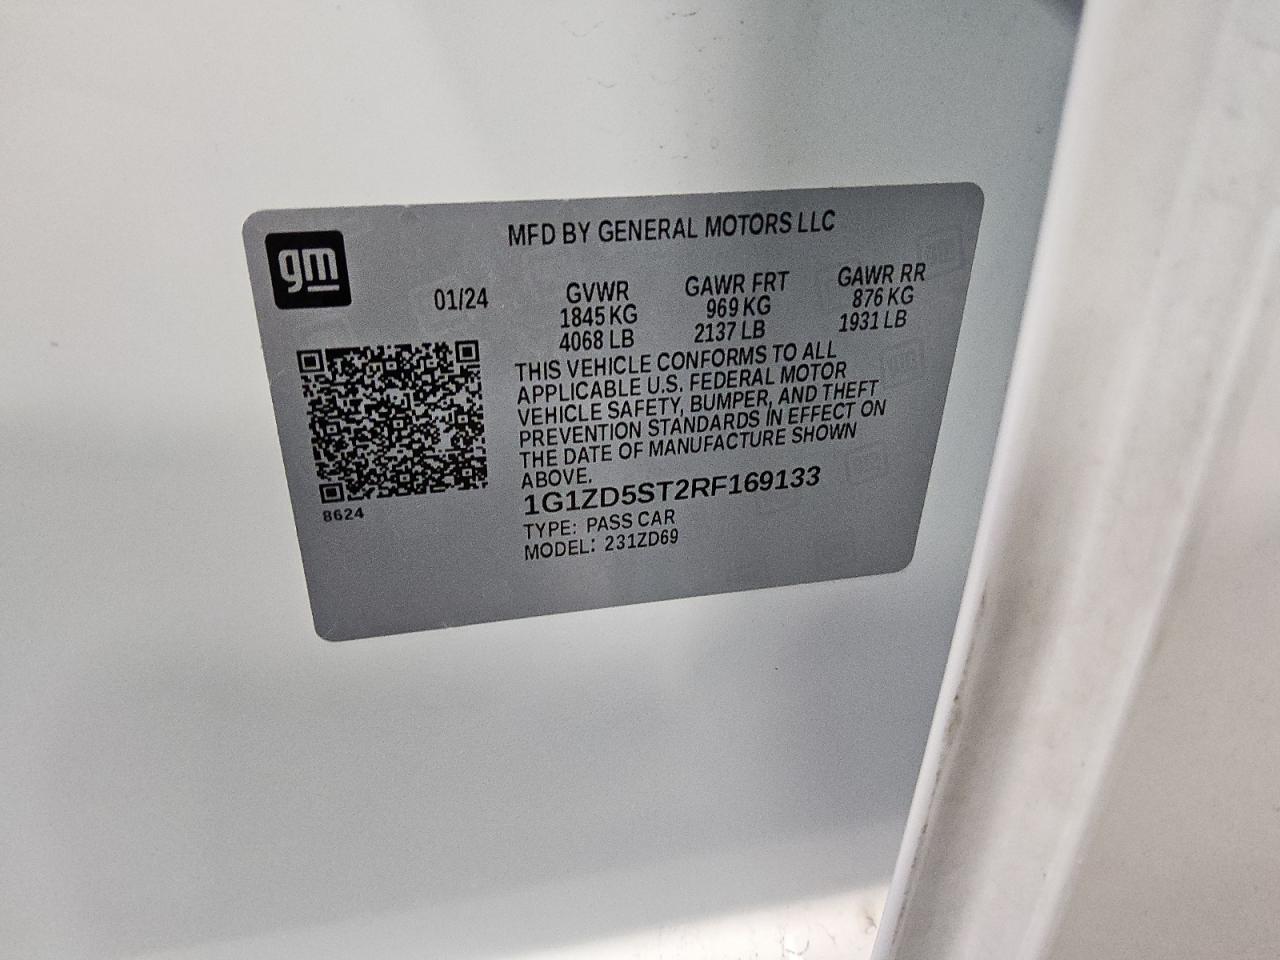 MFD BY GENERAL MOTORS LLC
gm
01/24
GVWR GAWR FRT GAWR RR
1845 KG 969 KG 876 KG
4068 LB 2137 LB 1931 LB
THIS VEHICLE CONFORMS TO ALL
APPLICABLE U.S. FEDERAL MOTOR
VEHICLE SAFETY, BUMPER, AND THEFT
PREVENTION STANDARDS IN EFFECT ON
THE DATE OF MANUFACTURE SHOWN
ABOVE.
1G1ZD5ST2RF169133
8624
TYPE: PASS CAR
MODEL: 231ZD69